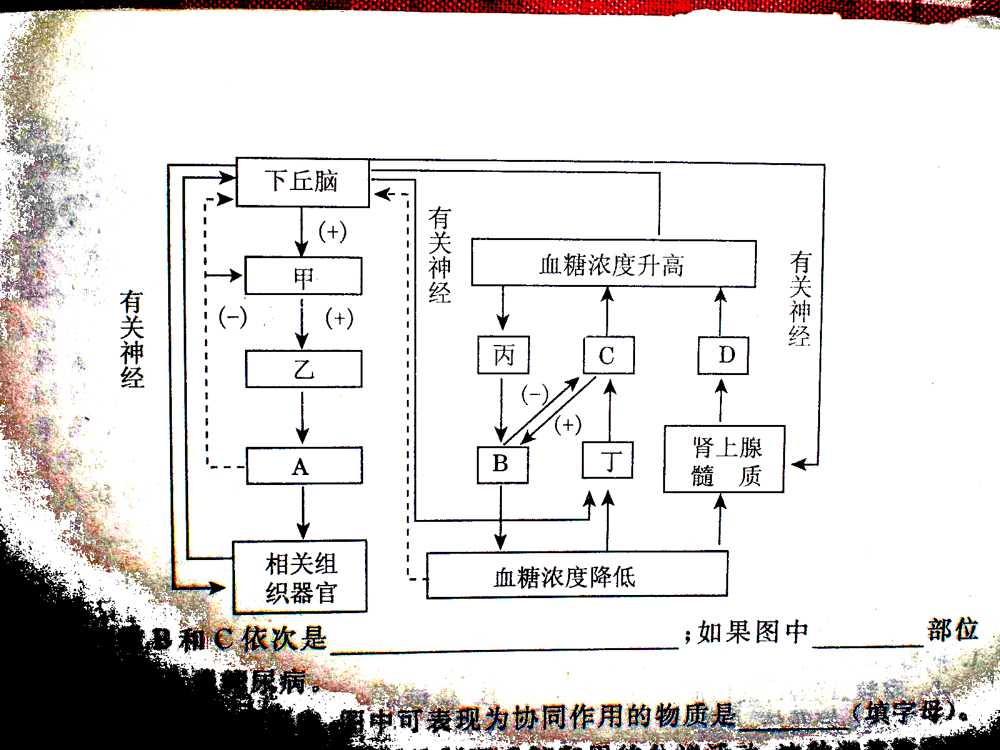 下丘脑
(+)
甲
(-)
(+)
乙
A
相关组
织器官
有关神经
有关神经
血糖浓度升高
丙
C
D
(-)
(+)
B
丁
肾上腺
髓 质
血糖浓度降低
有关神经
B和C依次是 ;如果图中 部位
尿病。
图中可表现为协同作用的物质是 (填字母)。